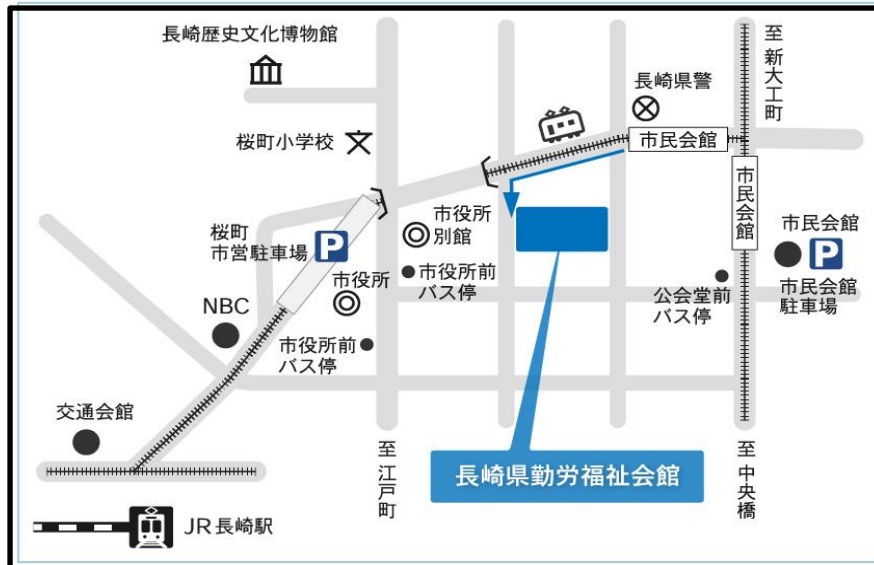 長崎歴史文化博物館
至 新大工町
長崎県警
桜町小学校
市民会館
市民会館
桜町
市営駐車場
P
市役所
別館
市民会館
P
市民会館
駐車場
市役所
市役所前
バス停
公会堂前
バス停
NBC
市役所前
バス停
交通会館
至 江戸町
長崎県勤労福祉会館
至 中央橋
JR長崎駅